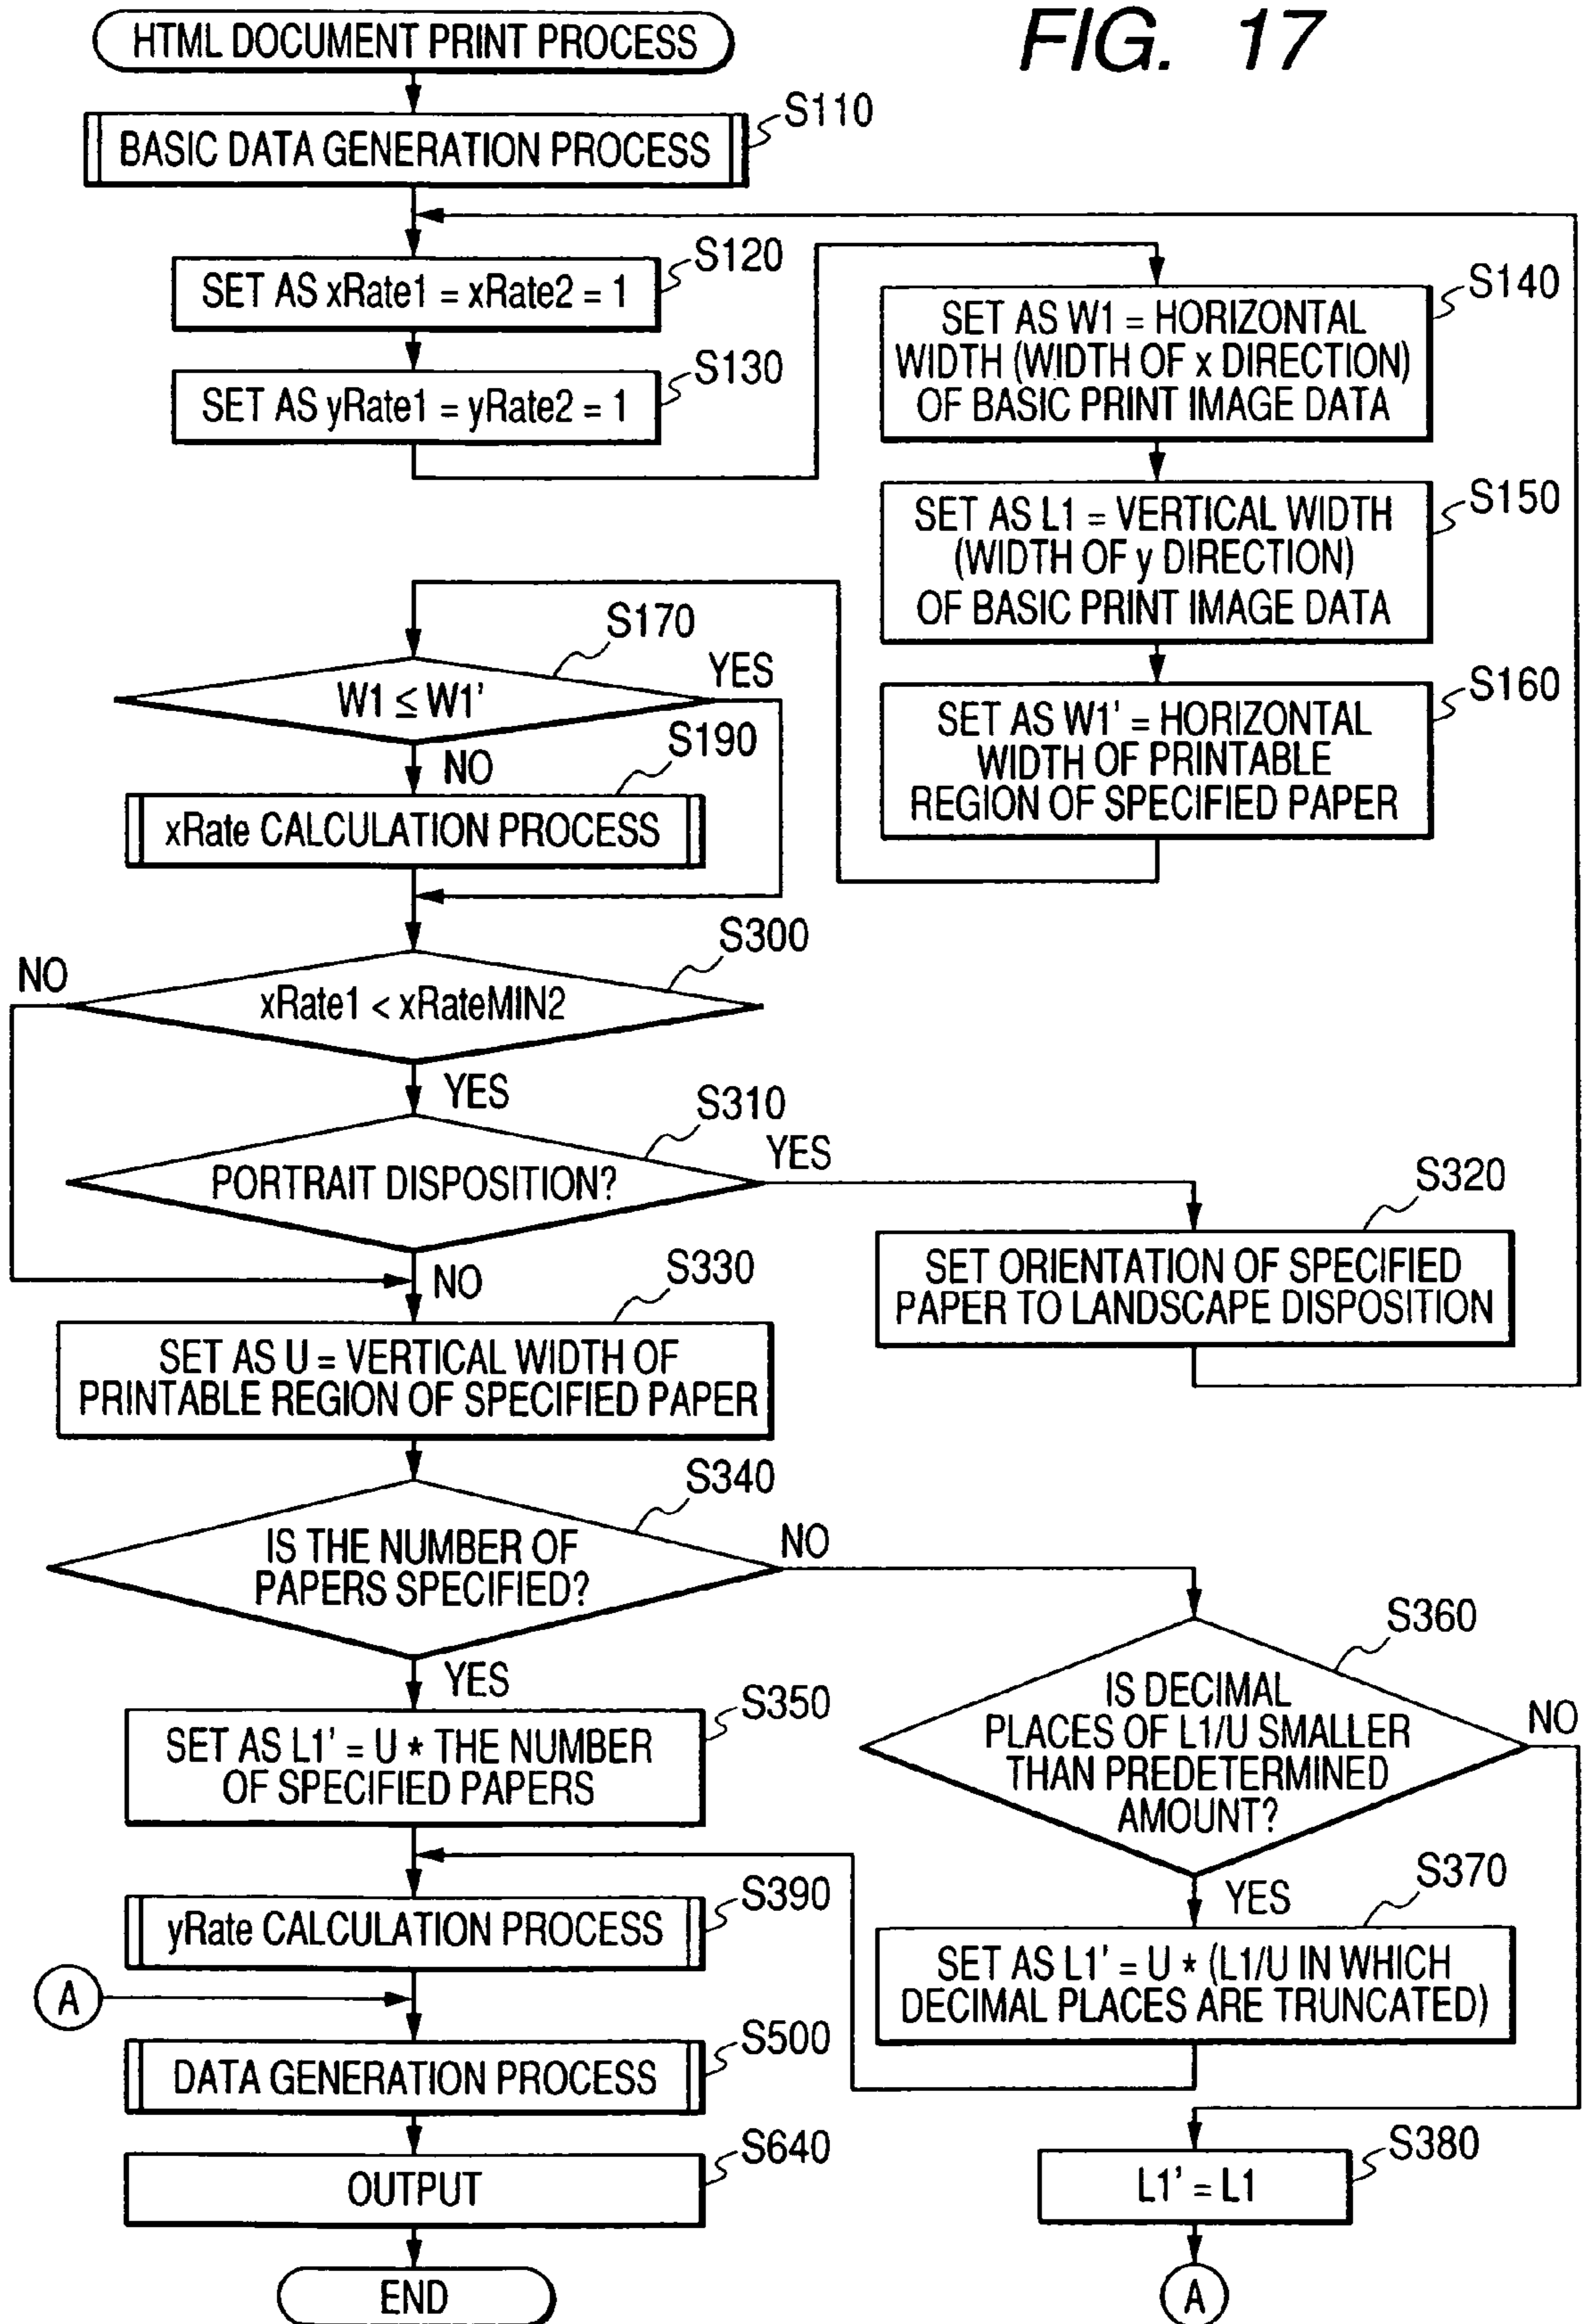 FIG. 17
HTML DOCUMENT PRINT PROCESS
BASIC DATA GENERATION PROCESS
S110
SET AS xRate1 = xRate2 = 1
S120
SET AS yRate1 = yRate2 = 1
S130
SET AS W1 = HORIZONTAL
WIDTH (WIDTH OF x DIRECTION)
OF BASIC PRINT IMAGE DATA
S140
SET AS L1 = VERTICAL WIDTH
(WIDTH OF y DIRECTION)
OF BASIC PRINT IMAGE DATA
S150
SET AS W1' = HORIZONTAL
WIDTH OF PRINTABLE
REGION OF SPECIFIED PAPER
S160
S170
W1 ≤ W1'
YES
NO
S190
xRate CALCULATION PROCESS
S300
NO
xRate1 < xRateMIN2
YES
S310
PORTRAIT DISPOSITION?
YES
NO
S320
SET ORIENTATION OF SPECIFIED
PAPER TO LANDSCAPE DISPOSITION
S330
SET AS U = VERTICAL WIDTH OF
PRINTABLE REGION OF SPECIFIED PAPER
S340
IS THE NUMBER OF
PAPERS SPECIFIED?
NO
YES
S350
SET AS L1' = U * THE NUMBER
OF SPECIFIED PAPERS
S360
IS DECIMAL
PLACES OF L1/U SMALLER
THAN PREDETERMINED
AMOUNT?
NO
YES
S370
SET AS L1' = U * (L1/U IN WHICH
DECIMAL PLACES ARE TRUNCATED)
S390
yRate CALCULATION PROCESS
A
S500
DATA GENERATION PROCESS
S640
OUTPUT
END
S380
L1' = L1
A